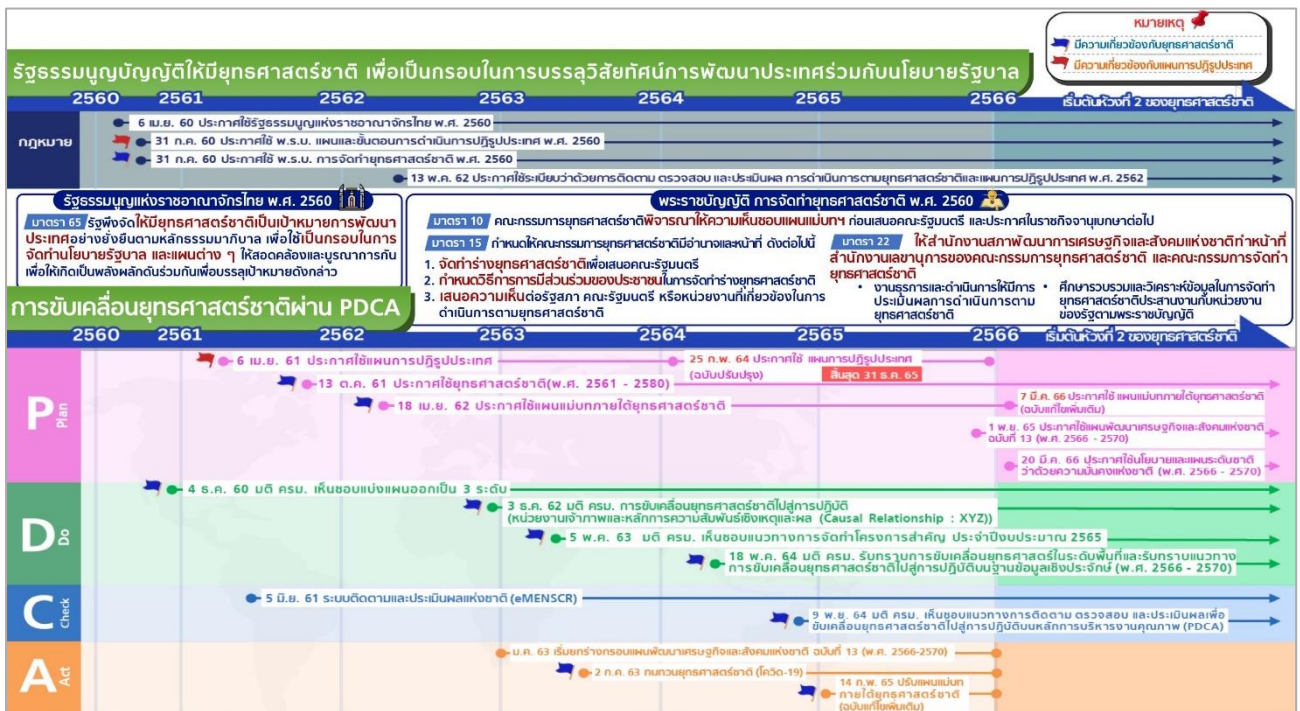 หมายเหตุ
มีความเกี่ยวข้องกับยุทธศาสตร์ชาติ
มีความเกี่ยวข้องกับแผนการปฏิรูปประเทศ
รัฐธรรมนูญบัญญัติให้มียุทธศาสตร์ชาติ เพื่อเป็นกรอบในการบรรลุวิสัยทัศน์การพัฒนาประเทศร่วมกับนโยบายรัฐบาล
2560 2561 2562 2563 2564 2565 2566 เริ่มต้นห้วงที่ 2 ของยุทธศาสตร์ชาติ
กฎหมาย
6 เม.ย. 60 ประกาศใช้รัฐธรรมนูญแห่งราชอาณาจักรไทย พ.ศ. 2560
31 ก.ค. 60 ประกาศใช้ พ.ร.บ. แผนและขั้นตอนการดำเนินการปฏิรูปประเทศ พ.ศ. 2560
31 ก.ค. 60 ประกาศใช้ พ.ร.บ. การจัดทำยุทธศาสตร์ชาติ พ.ศ. 2560
13 พ.ค. 62 ประกาศใช้ระเบียบว่าด้วยการติดตาม ตรวจสอบ และประเมินผล การดำเนินการตามยุทธศาสตร์ชาติและแผนการปฏิรูปประเทศ พ.ศ. 2562
รัฐธรรมนูญแห่งราชอาณาจักรไทย พ.ศ. 2560
มาตรา 65 รัฐพึงจัดให้มียุทธศาสตร์ชาติเป็นเป้าหมายการพัฒนา
ประเทศอย่างยั่งยืนตามหลักธรรมาภิบาล เพื่อใช้เป็นกรอบในการ
จัดทำนโยบายรัฐบาล และแผนต่าง ๆ ให้สอดคล้องและบูรณาการกัน
เพื่อให้เกิดเป็นพลังผลักดันร่วมกันเพื่อบรรลุเป้าหมายดังกล่าว
พระราชบัญญัติ การจัดทำยุทธศาสตร์ชาติ พ.ศ. 2560
มาตรา 10 คณะกรรมการยุทธศาสตร์ชาติพิจารณาให้ความเห็นชอบแผนแม่บทฯ ก่อนเสนอคณะรัฐมนตรี และประกาศในราชกิจจานุเบกษาต่อไป
มาตรา 15 กำหนดให้คณะกรรมการยุทธศาสตร์ชาติมีอำนาจและหน้าที่ ดังต่อไปนี้
1. จัดทำร่างยุทธศาสตร์ชาติเพื่อเสนอคณะรัฐมนตรี
2. กำหนดวิธีการการมีส่วนร่วมของประชาชนในการจัดทำร่างยุทธศาสตร์ชาติ
3. เสนอความเห็นต่อรัฐสภา คณะรัฐมนตรี หรือหน่วยงานที่เกี่ยวข้องในการ
ดำเนินการตามยุทธศาสตร์ชาติ
มาตรา 22 ให้สำนักงานสภาพัฒนาการเศรษฐกิจและสังคมแห่งชาติทำหน้าที่
สำนักงานเลขานุการของคณะกรรมการยุทธศาสตร์ชาติ และคณะกรรมการจัดทำ
ยุทธศาสตร์ชาติ
• งานธุรการและดำเนินการให้มีการ
ประเมินผลการดำเนินการตาม
ยุทธศาสตร์ชาติ
• ศึกษารวบรวมและวิเคราะห์ข้อมูลในการจัดทำ
ยุทธศาสตร์ชาติประสานงานกับหน่วยงาน
ของรัฐตามพระราชบัญญัติ
การขับเคลื่อนยุทธศาสตร์ชาติผ่าน PDCA
2560 2561 2562 2563 2564 2565 2566 เริ่มต้นห้วงที่ 2 ของยุทธศาสตร์ชาติ
P Plan
6 เม.ย. 61 ประกาศใช้แผนการปฏิรูปประเทศ
25 ก.พ. 64 ประกาศใช้ แผนการปฏิรูปประเทศ
(ฉบับปรับปรุง) สิ้นสุด 31 ธ.ค. 65
13 ต.ค. 61 ประกาศใช้ยุทธศาสตร์ชาติ(พ.ศ. 2561 - 2580)
18 เม.ย. 62 ประกาศใช้แผนแม่บทภายใต้ยุทธศาสตร์ชาติ
7 มี.ค. 66 ประกาศใช้ แผนแม่บทภายใต้ยุทธศาสตร์ชาติ
(ฉบับแก้ไขเพิ่มเติม)
1 พ.ย. 65 ประกาศใช้แผนพัฒนาเศรษฐกิจและสังคมแห่งชาติ
ฉบับที่ 13 (พ.ศ. 2566 - 2570)
20 มี.ค. 66 ประกาศใช้นโยบายและแผนระดับชาติ
ว่าด้วยความมั่นคงแห่งชาติ (พ.ศ. 2566 - 2570)
D Do
4 ธ.ค. 60 มติ ครม. เห็นชอบแบ่งแผนออกเป็น 3 ระดับ
3 ธ.ค. 62 มติ ครม. การขับเคลื่อนยุทธศาสตร์ชาติไปสู่การปฏิบัติ
(หน่วยงานเจ้าภาพและหลักการความสัมพันธ์เชิงเหตุและผล (Causal Relationship : XYZ))
5 พ.ค. 63 มติ ครม. เห็นชอบแนวทางการจัดทำโครงการสำคัญ ประจำปีงบประมาณ 2565
18 พ.ค. 64 มติ ครม. รับทราบการขับเคลื่อนยุทธศาสตร์ในระดับพื้นที่และรับทราบแนวทาง
การขับเคลื่อนยุทธศาสตร์ชาติไปสู่การปฏิบัติบนฐานข้อมูลเชิงประจักษ์ (พ.ศ. 2566 - 2570)
C Check
5 มิ.ย. 61 ระบบติดตามและประเมินผลแห่งชาติ (eMENSCR)
9 พ.ย. 64 มติ ครม. เห็นชอบแนวทางการติดตาม ตรวจสอบ และประเมินผลเพื่อ
ขับเคลื่อนยุทธศาสตร์ชาติไปสู่การปฏิบัติบนหลักการบริหารงานคุณภาพ (PDCA)
A Act
ม.ค. 63 เริ่มยกร่างกรอบแผนพัฒนาเศรษฐกิจและสังคมแห่งชาติ ฉบับที่ 13 (พ.ศ. 2566-2570)
2 ก.ค. 63 ทบทวนยุทธศาสตร์ชาติ (โควิด-19)
14 ก.พ. 65 ปรับแผนแม่บท
ภายใต้ยุทธศาสตร์ชาติ
(ฉบับแก้ไขเพิ่มเติม)